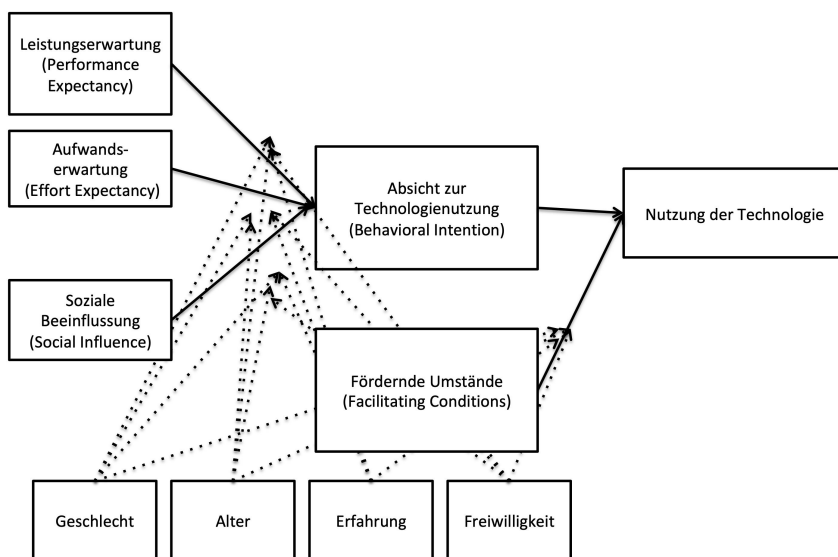 Leistungserwartung
(Performance
Expectancy)
Aufwands-
erwartung
(Effort Expectancy)
Soziale
Beeinflussung
(Social Influence)
Absicht zur
Technologienutzung
(Behavioral Intention)
Nutzung der Technologie
Fördernde Umstände
(Facilitating Conditions)
Geschlecht
Alter
Erfahrung
Freiwilligkeit